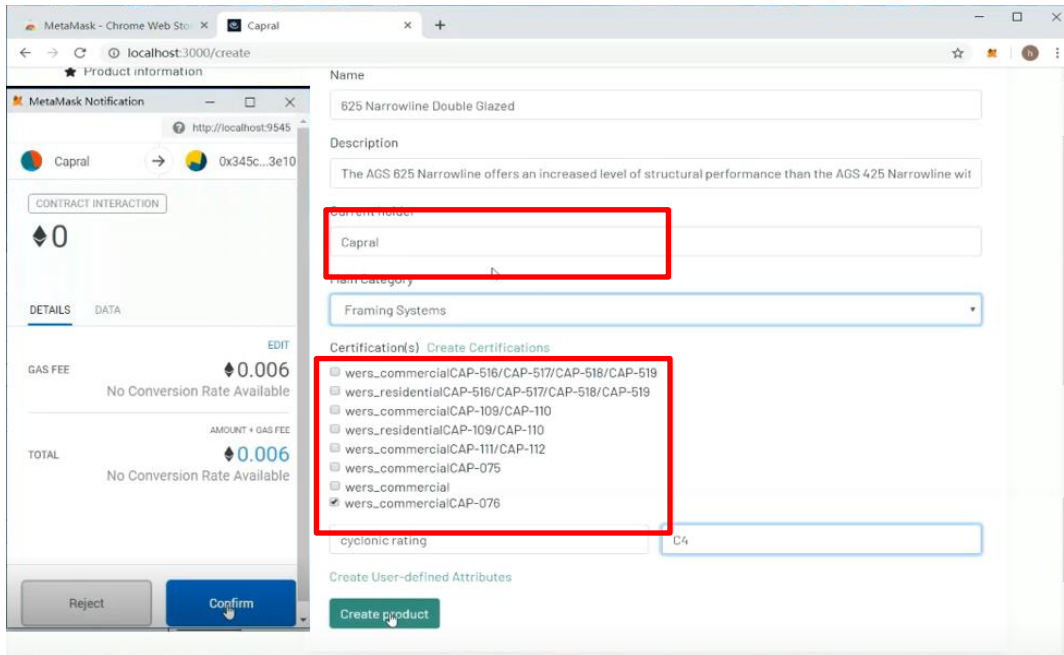 MetaMask - Chrome Web Sto
Capral
localhost:3000/create
h
Product information
MetaMask Notification
http://localhost:9545
Capral
0x345c...3e10
CONTRACT INTERACTION
0
DETAILS
DATA
EDIT
GAS FEE
0.006
No Conversion Rate Available
AMOUNT + GAS FEE
TOTAL
0.006
No Conversion Rate Available
Reject
Confirm
Name
625 Narrowline Double Glazed
Description
The AGS 625 Narrowline offers an increased level of structural performance than the AGS 425 Narrowline wit
Current holder
Capral
Main Category
Framing Systems
Certification(s) Create Certifications
wers_commercialCAP-516/CAP-517/CAP-518/CAP-519
wers_residentialCAP-516/CAP-517/CAP-518/CAP-519
wers_commercialCAP-109/CAP-110
wers_residentialCAP-109/CAP-110
wers_commercialCAP-111/CAP-112
wers_commercialCAP-075
wers_commercial
wers_commercialCAP-076
cyclonic rating
C4
Create User-defined Attributes
Create product